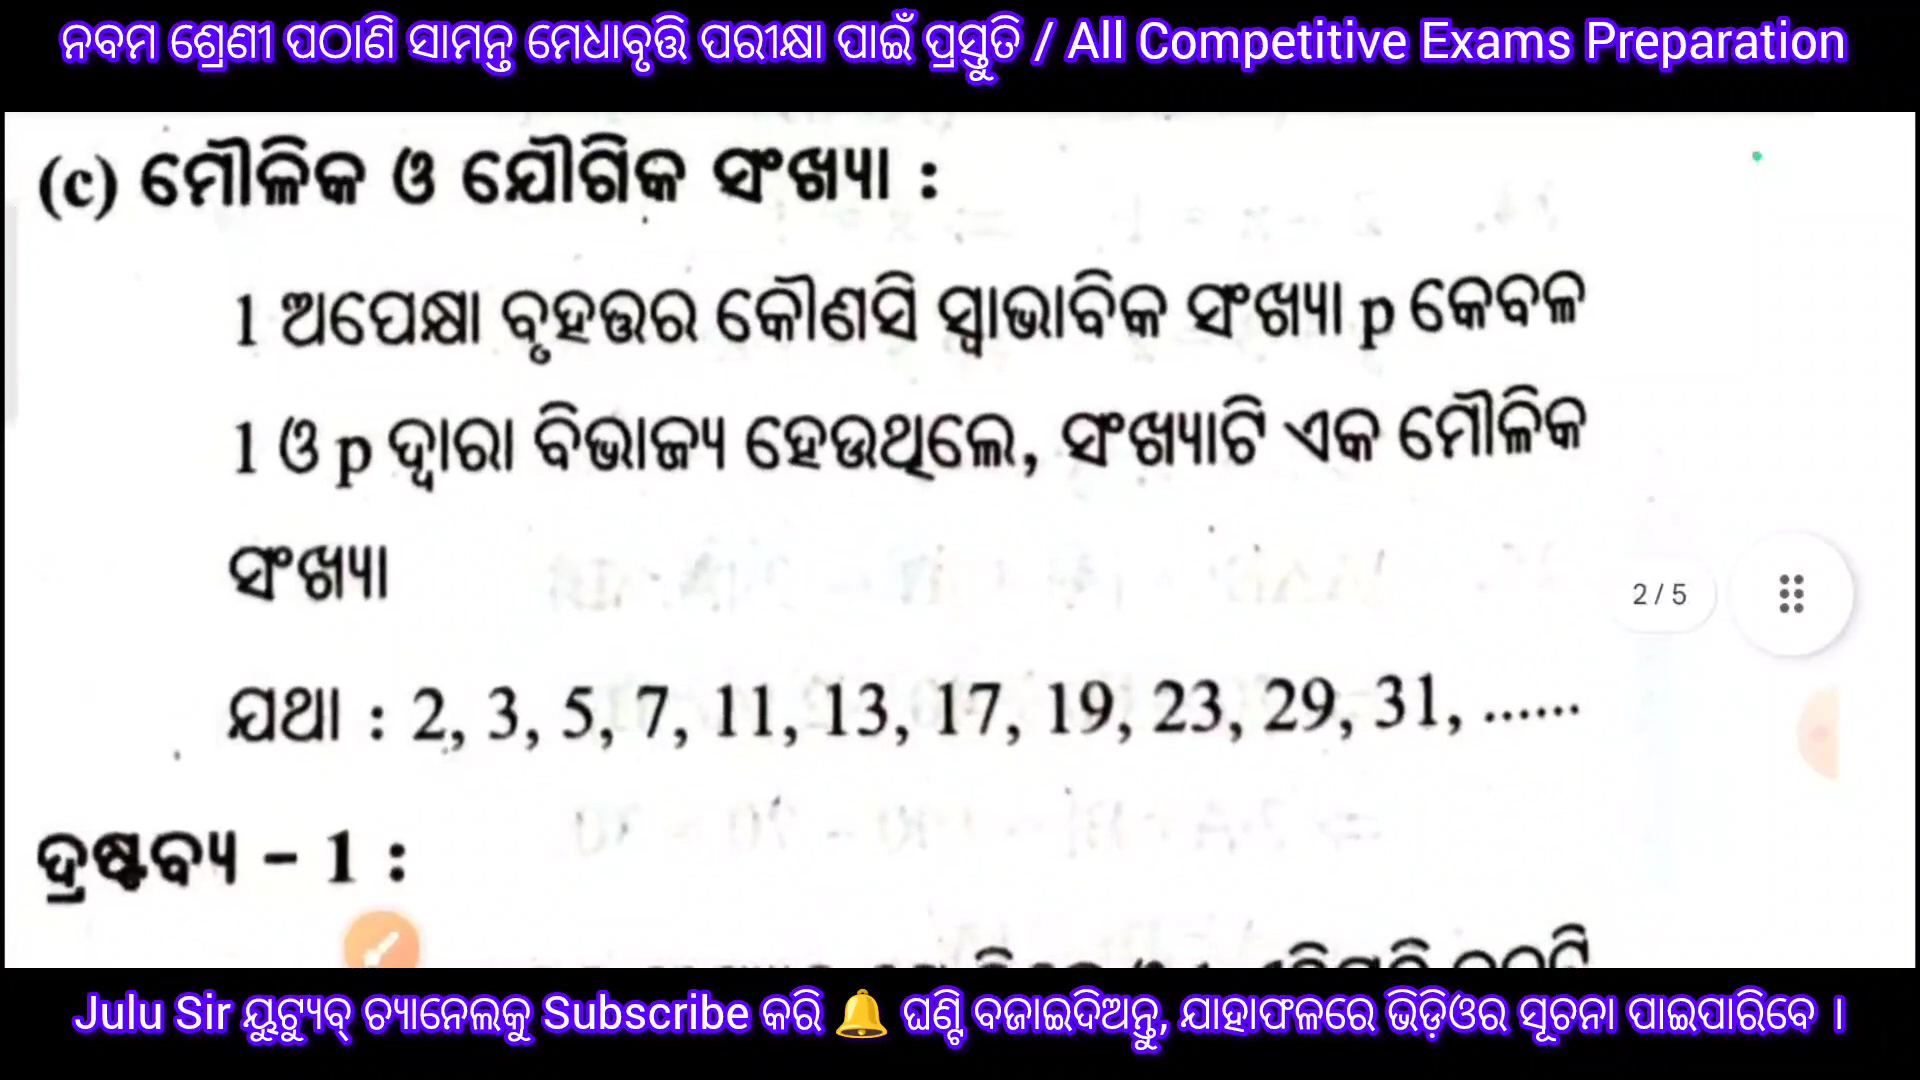 ନବମ ଶ୍ରେଣୀ ପଠାଣି ସାମନ୍ତ ମେଧାବୃତ୍ତି ପରୀକ୍ଷା ପାଇଁ ପ୍ରସ୍ତୁତି / All Competitive Exams Preparation
(c) ମୌଳିକ ଓ ଯୌଗିକ ସଂଖ୍ୟା :
1 ଅପେକ୍ଷା ବୃହତ୍ତର କୌଣସି ସ୍ୱାଭାବିକ ସଂଖ୍ୟା p କେବଳ
1 ଓ p ଦ୍ୱାରା ବିଭାଜ୍ୟ ହେଉଥିଲେ, ସଂଖ୍ୟାଟି ଏକ ମୌଳିକ
ସଂଖ୍ୟା
2 / 5
ଯଥା : 2, 3, 5, 7, 11, 13, 17, 19, 23, 29, 31, ......
ଦ୍ରଷ୍ଟବ୍ୟ – 1 :
Julu Sir ୟୁଟ୍ୟୁବ୍ ଚ୍ୟାନେଲକୁ Subscribe କରି 🔔 ଘଣ୍ଟି ବଜାଇଦିଅନ୍ତୁ, ଯାହାଫଳରେ ଭିଡ଼ିଓର ସୂଚନା ପାଇପାରିବେ ।